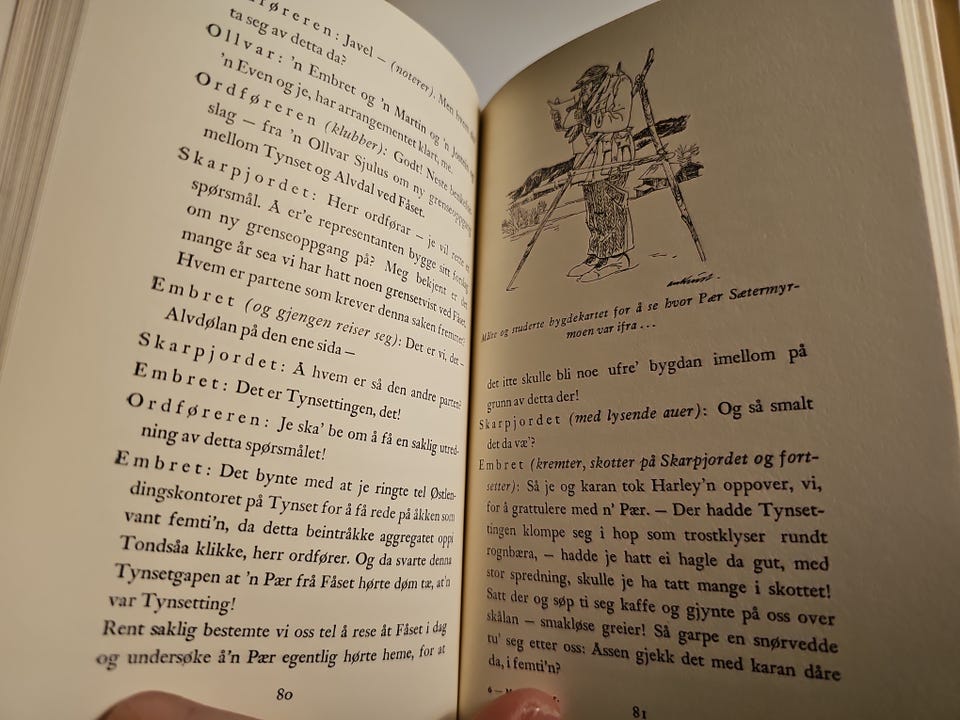 føreren: Javel — (noterer). Men
ta seg av detta da?
Ollvar: 'n Embret og 'n Martin og 'n
'n Even og je, har arrangementet klart, me.
Ordføreren (klubber): Godt! Neste
slag — fra 'n Ollvar Sjulus om ny grenseoppgang
mellom Tynset og Alvdal ved Fåset.
Skarpjordet: Herr ordførar — je vil rette et
spørsmål. Å er'e representanten bygge sitt forslag
om ny grenseoppgang på? Meg bekjent er det
mange år sea vi har hatt noen grensetvist ved Fåset.
Hvem er partene som krever denna saken fremmet?
Embret (og gjengen reiser seg): Det er vi, det —
Alvdølan på den ene sida —
Skarpjordet: Å hvem er så den andre parten?
Embret: Det er Tynsettingen, det!
Ordføreren: Je ska' be om å få en saklig utred-
ning av detta spørsmålet!
Embret: Det bynte med at je ringte tel Østlen-
dingskontoret på Tynset for å få rede på åkken som
vant femti'n, da detta beintråkke aggregatet oppi
Tondsåa klikke, herr ordfører. Og da svarte denna
Tynsetgapen at 'n Pær frå Fåset hørte døm tæ, at'n
var Tynsetting!
Rent saklig bestemte vi oss tel å rese åt Fåset i dag
og undersøke å'n Pær egentlig hørte heme, for at
80
Målte og studerte bygdekartet for å se hvor Pær Sætermyr-
moen var ifra ...
det itte skulle bli noe ufre' bygdan imellom på
grunn av detta der!
Skarpjordet (med lysende auer): Og så smalt
det da væ'?
Embret (kremter, skotter på Skarpjordet og fort-
setter): Så je og karan tok Harley'n oppover, vi,
for å grattulere med n' Pær. — Der hadde Tynset-
tingen klompe seg i hop som trostklyser rundt
rognbæra, — hadde je hatt ei hagle da gut, med
stor spredning, skulle je ha tatt mange i skottet!
Satt der og søp ti seg kaffe og gjynte på oss over
skålan — smakløse greier! Så garpe en snørvedde
tu' seg etter oss: Assen gjekk det med karan dåre
da, i femti'n?
6 —
81